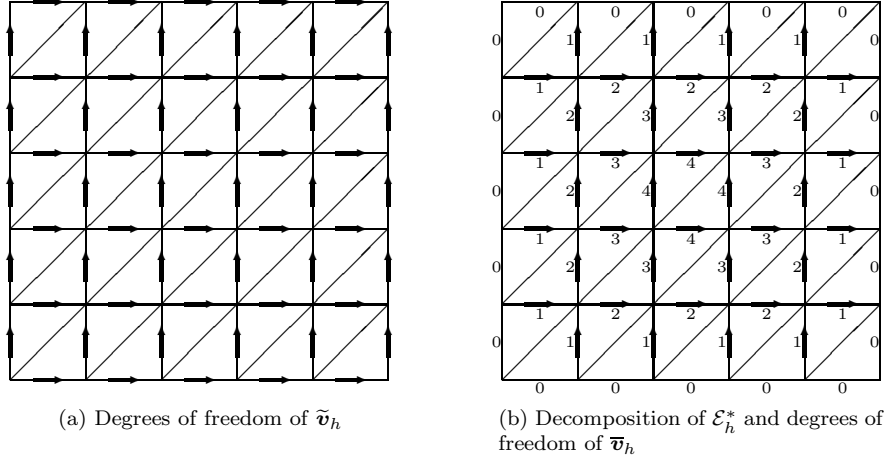 0 0 0 0 0
0 1 1 1 1 0
1 2 2 2 1
0 2 3 3 2 0
1 3 4 3 1
0 2 4 4 2 0
1 3 4 3 1
0 2 3 3 2 0
1 2 2 2 1
0 1 1 1 1 0
0 0 0 0 0
(a) Degrees of freedom of ṽ_h
(b) Decomposition of ℰ_h^* and degrees of
freedom of v̅_h